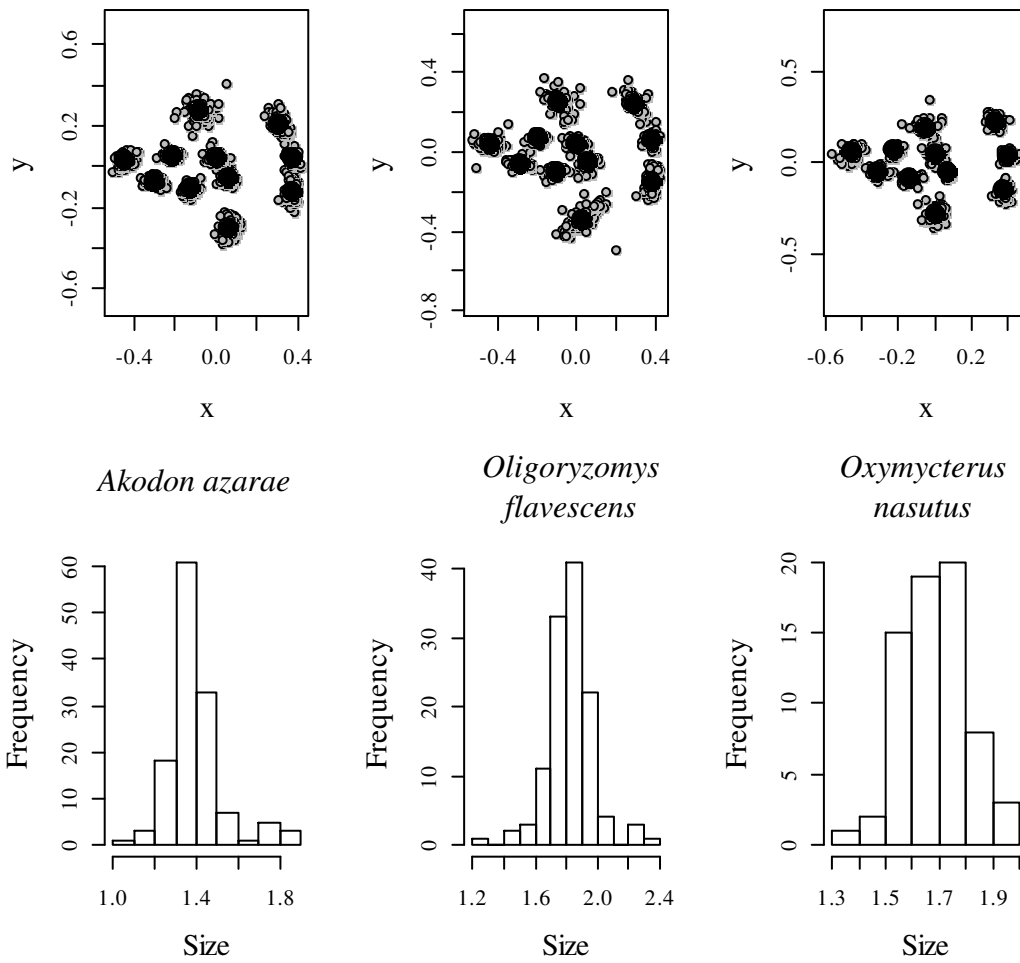 0.6
0.2
-0.2
-0.6
y
-0.4
0.0
0.4
x
0.4
0.0
-0.4
-0.8
y
-0.4
0.0
0.4
x
0.5
0.0
-0.5
y
-0.6
-0.2
0.2
x
Akodon azarae
Oligoryzomys
flavescens
Oxymycterus
nasutus
60
50
40
30
20
10
0
Frequency
1.0
1.4
1.8
Size
40
30
20
10
0
Frequency
1.2
1.6
2.0
2.4
Size
20
15
10
5
0
Frequency
1.3
1.5
1.7
1.9
Size